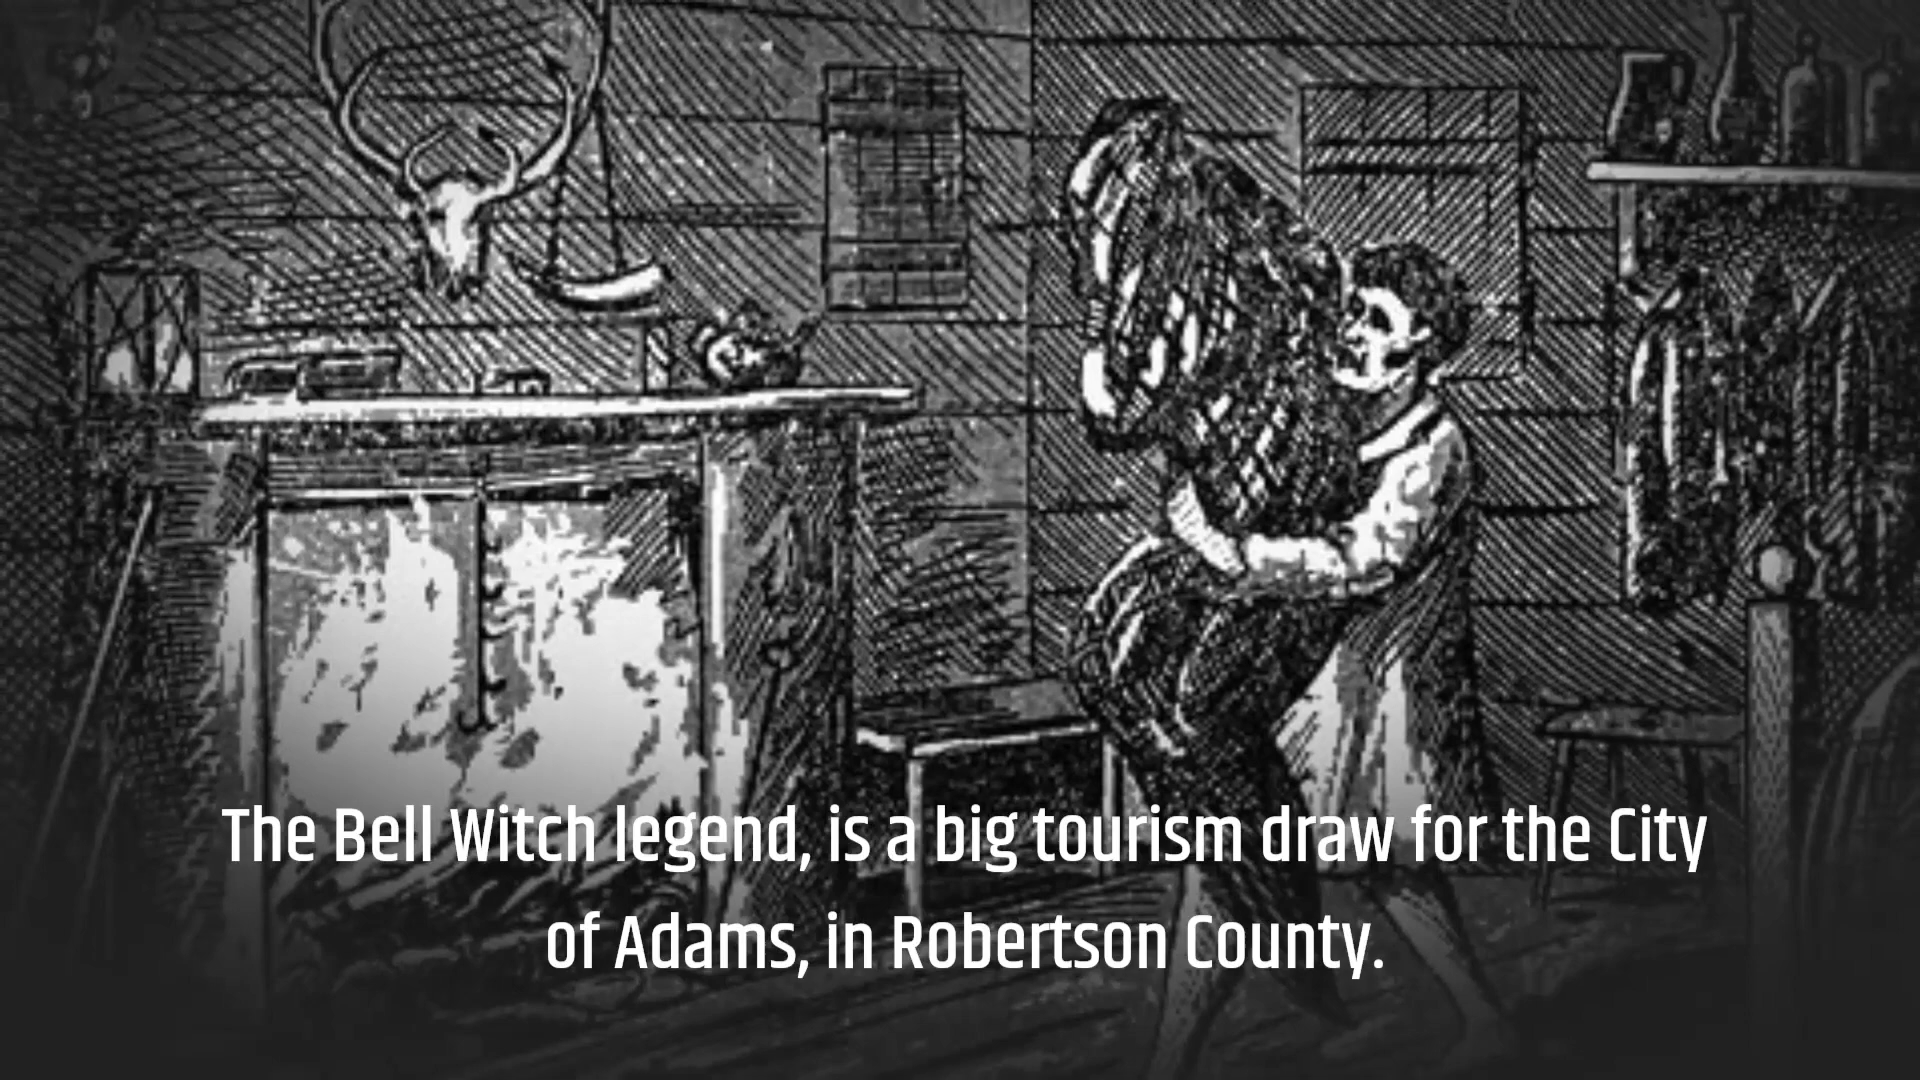 The Bell Witch legend, is a big tourism draw for the City
of Adams, in Robertson County.